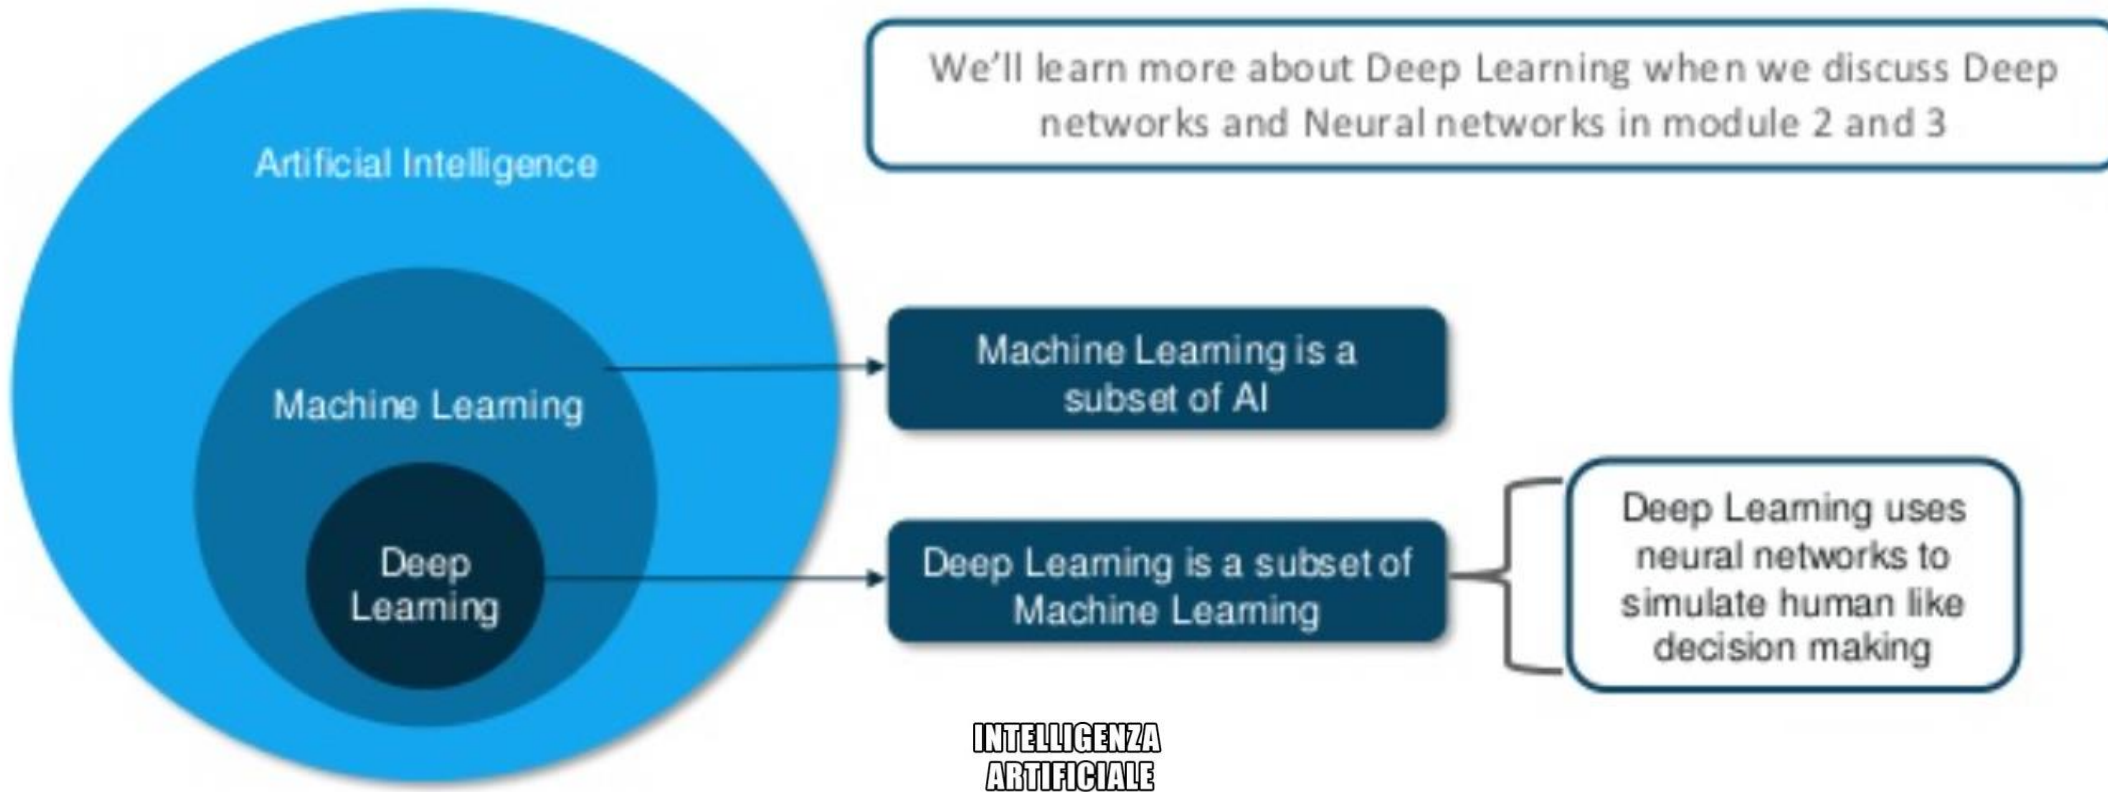 We'll learn more about Deep Learning when we discuss Deep
networks and Neural networks in module 2 and 3
Artificial Intelligence
Machine Learning
Deep
Learning
Machine Learning is a
subset of AI
Deep Learning is a subset of
Machine Learning
Deep Learning uses
neural networks to
simulate human like
decision making
INTELLIGENZA
ARTIFICIALE